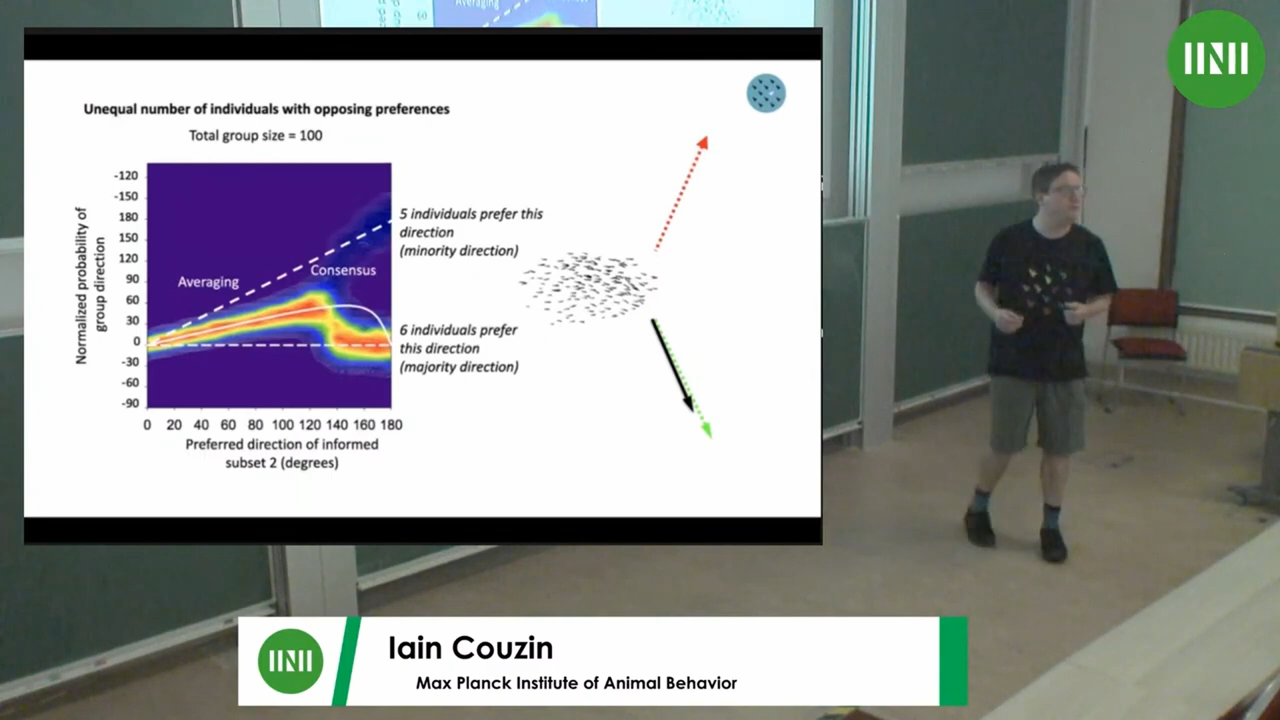 Averaging
Unequal number of individuals with opposing preferences
Total group size = 100
Normalized probability of
group direction
-120
-150
180
150
120
90
60
30
0
-30
-60
-90
Averaging
Consensus
0 20 40 60 80 100 120 140 160 180
Preferred direction of informed
subset 2 (degrees)
5 individuals prefer this
direction
(minority direction)
6 individuals prefer
this direction
(majority direction)
Iain Couzin
Max Planck Institute of Animal Behavior